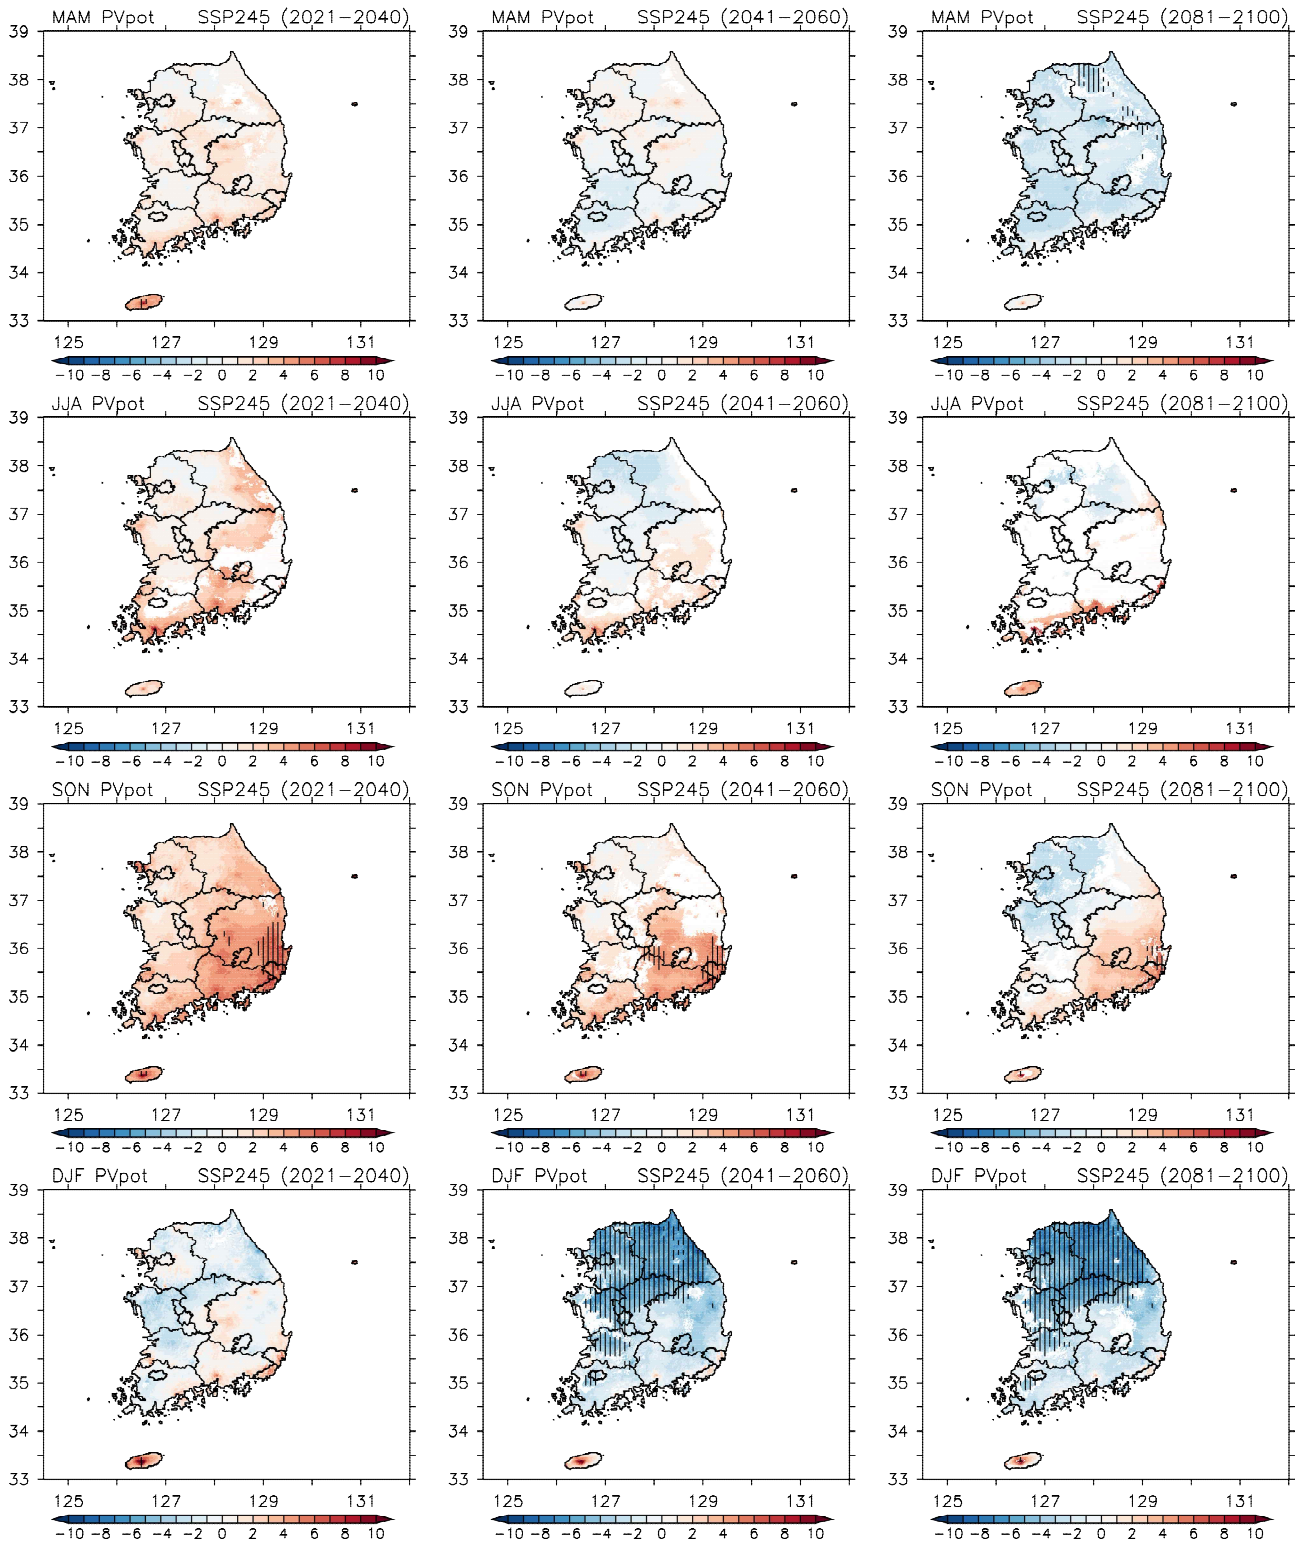 MAM PVpot SSP245 (2021−2040) MAM PVpot SSP245 (2041−2060) MAM PVpot SSP245 (2081−2100)
39 39 39
38 38 38
37 37 37
36 36 36
35 35 35
34 34 34
33 33 33
125 127 129 131 125 127 129 131 125 127 129 131
−10 −8 −6 −4 −2 0 2 4 6 8 10 −10 −8 −6 −4 −2 0 2 4 6 8 10 −10 −8 −6 −4 −2 0 2 4 6 8 10
JJA PVpot SSP245 (2021−2040) JJA PVpot SSP245 (2041−2060) JJA PVpot SSP245 (2081−2100)
39 39 39
38 38 38
37 37 37
36 36 36
35 35 35
34 34 34
33 33 33
125 127 129 131 125 127 129 131 125 127 129 131
−10 −8 −6 −4 −2 0 2 4 6 8 10 −10 −8 −6 −4 −2 0 2 4 6 8 10 −10 −8 −6 −4 −2 0 2 4 6 8 10
SON PVpot SSP245 (2021−2040) SON PVpot SSP245 (2041−2060) SON PVpot SSP245 (2081−2100)
39 39 39
38 38 38
37 37 37
36 36 36
35 35 35
34 34 34
33 33 33
125 127 129 131 125 127 129 131 125 127 129 131
−10 −8 −6 −4 −2 0 2 4 6 8 10 −10 −8 −6 −4 −2 0 2 4 6 8 10 −10 −8 −6 −4 −2 0 2 4 6 8 10
DJF PVpot SSP245 (2021−2040) DJF PVpot SSP245 (2041−2060) DJF PVpot SSP245 (2081−2100)
39 39 39
38 38 38
37 37 37
36 36 36
35 35 35
34 34 34
33 33 33
125 127 129 131 125 127 129 131 125 127 129 131
−10 −8 −6 −4 −2 0 2 4 6 8 10 −10 −8 −6 −4 −2 0 2 4 6 8 10 −10 −8 −6 −4 −2 0 2 4 6 8 10